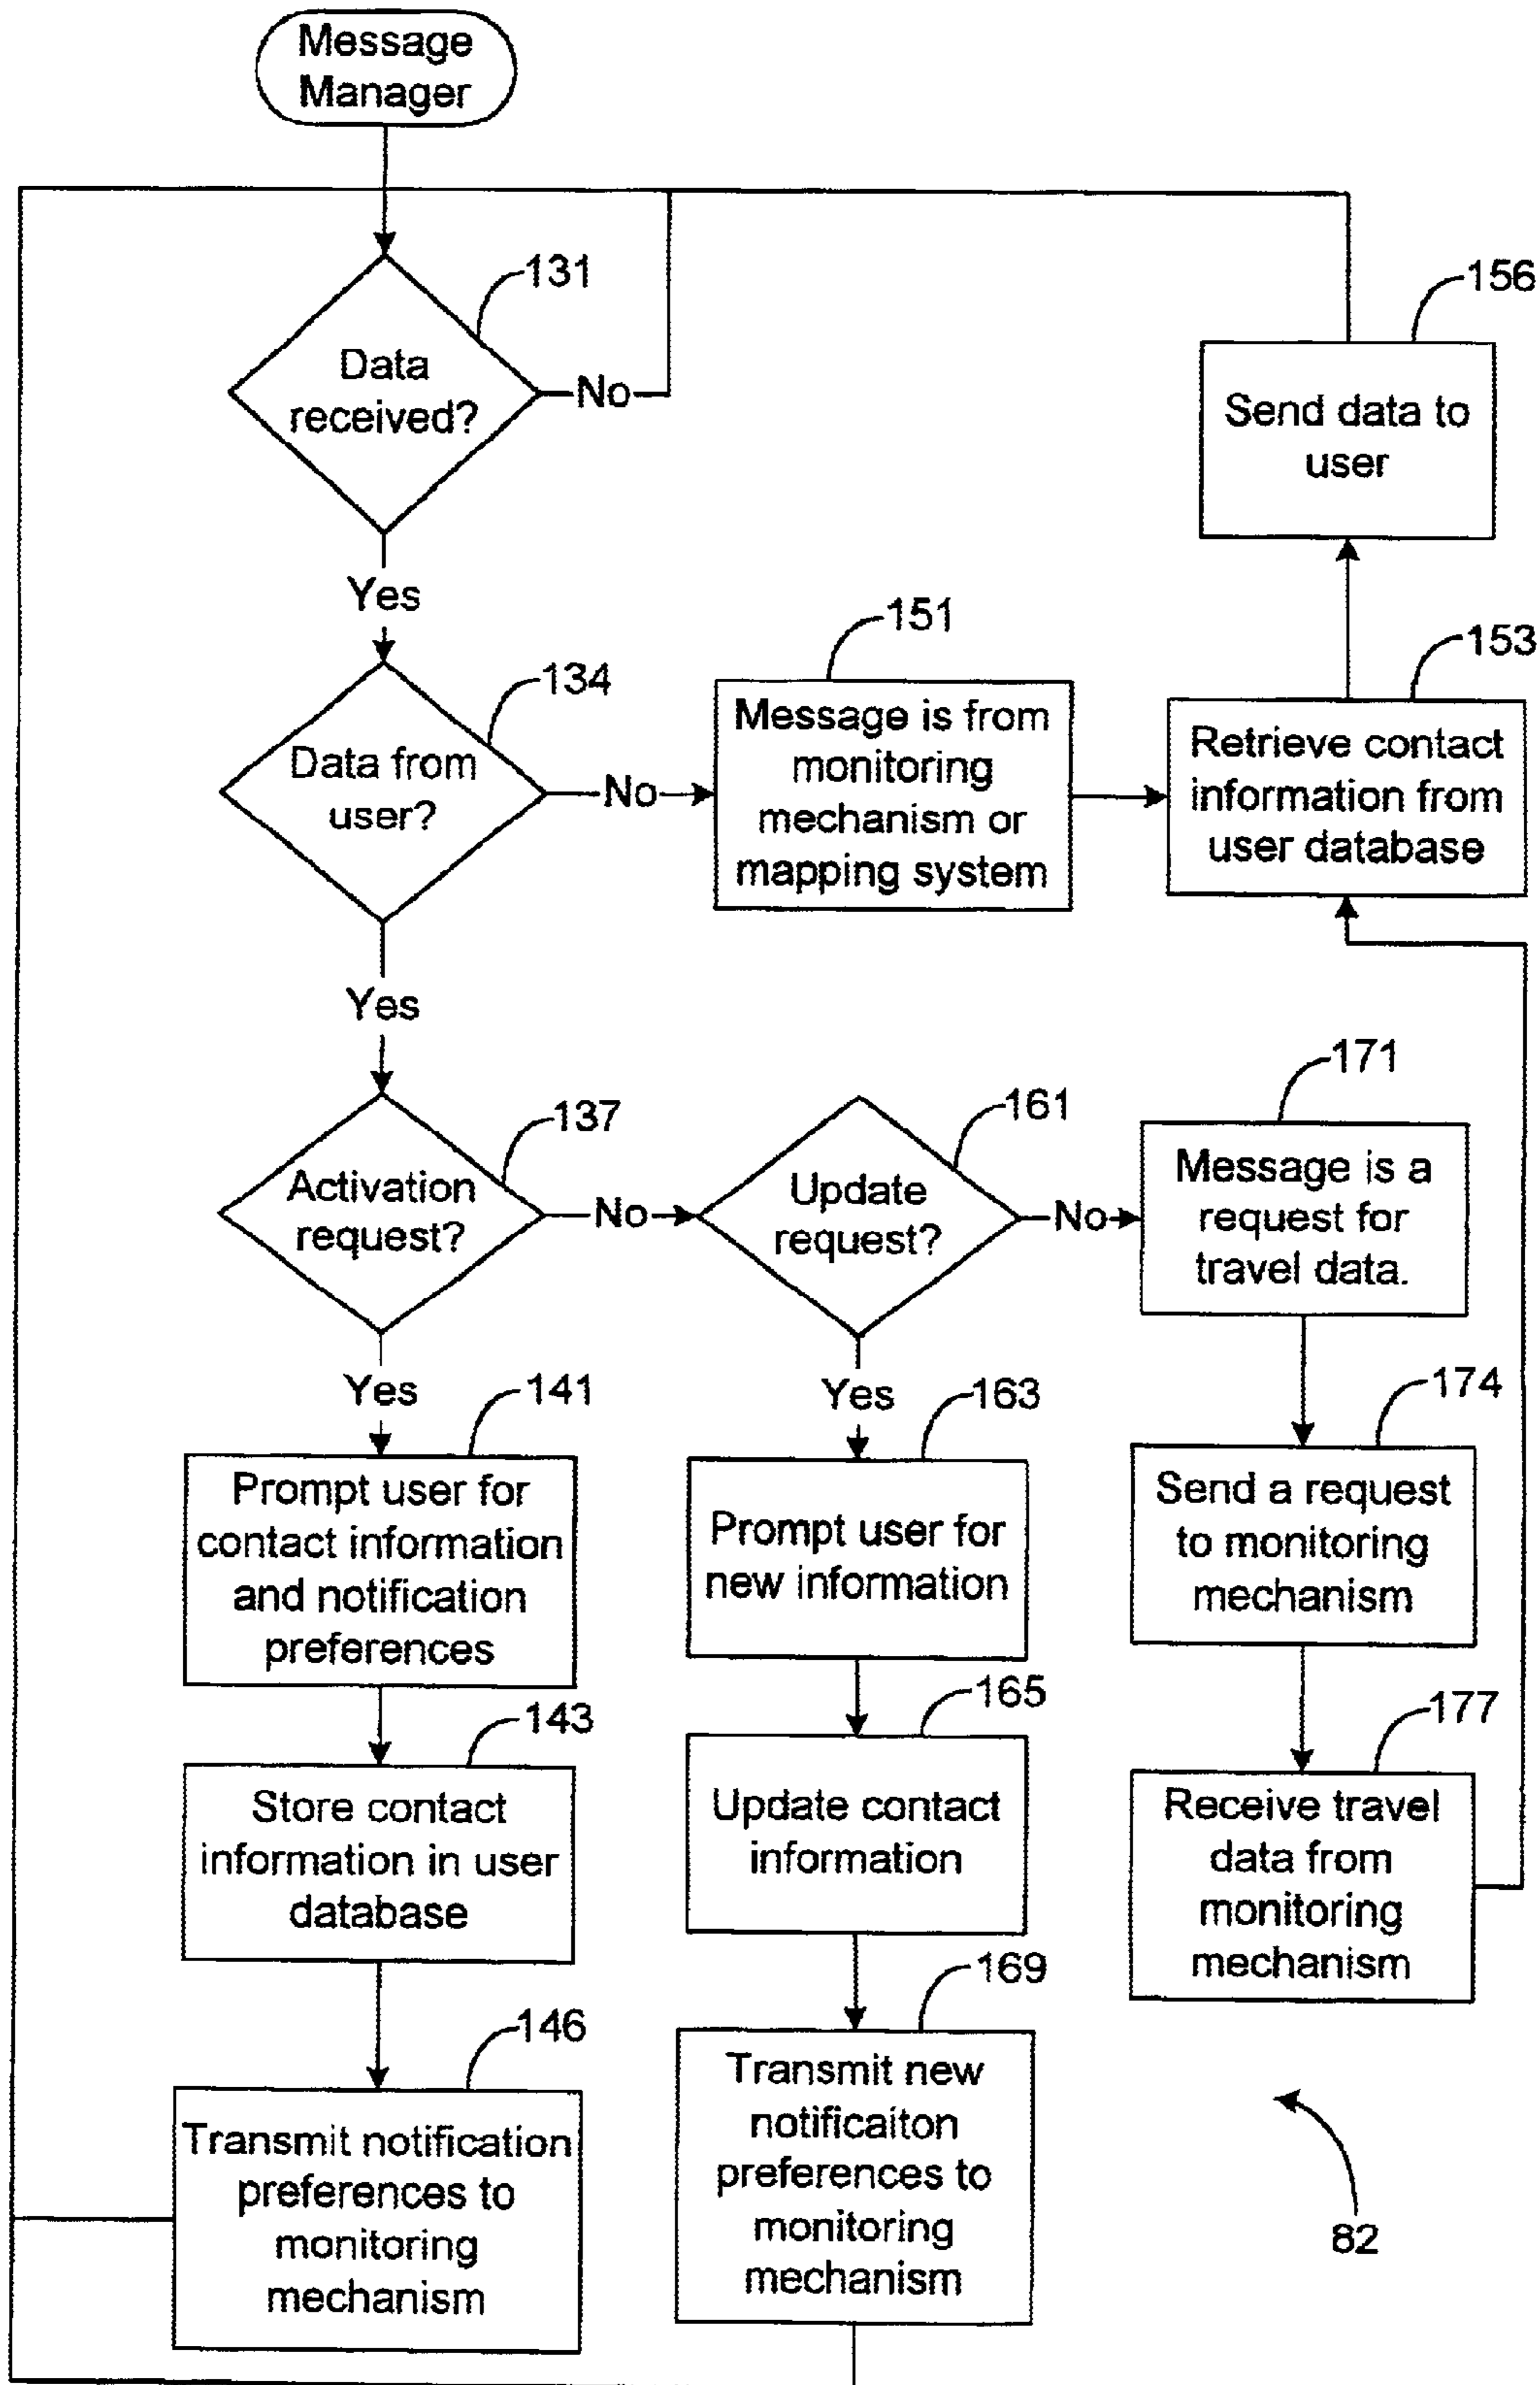 Message
Manager
131
Data
received?
No
Yes
156
Send data to
user
134
Data from
user?
No
151
Message is from
monitoring
mechanism or
mapping system
153
Retrieve contact
information from
user database
Yes
137
Activation
request?
No
161
Update
request?
No
171
Message is a
request for
travel data.
Yes
141
Prompt user for
contact information
and notification
preferences
Yes
163
Prompt user for
new information
174
Send a request
to monitoring
mechanism
143
Store contact
information in user
database
165
Update contact
information
177
Receive travel
data from
monitoring
mechanism
146
Transmit notification
preferences to
monitoring
mechanism
169
Transmit new
notificaiton
preferences to
monitoring
mechanism
82